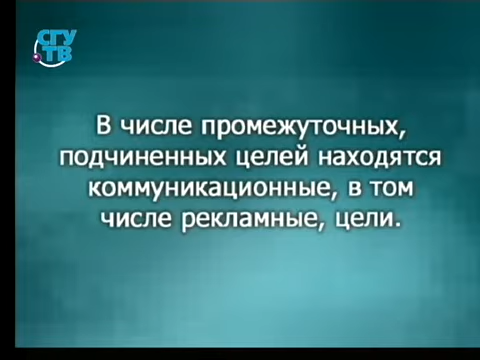 СГУ
ТВ
В числе промежуточных,
подчиненных целей находятся
коммуникационные, в том
числе рекламные, цели.